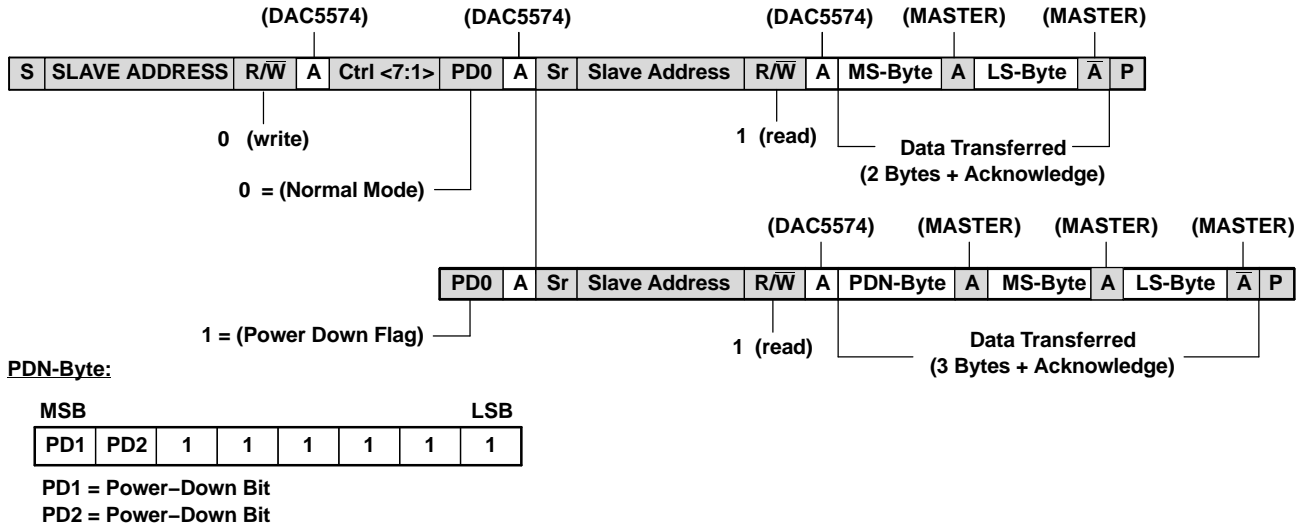 (DAC5574) (DAC5574) (DAC5574) (MASTER) (MASTER)
S SLAVE ADDRESS R/W̅ A Ctrl <7:1> PD0 A Sr Slave Address R/W̅ A MS-Byte A LS-Byte A̅ P
0 (write) 1 (read)
Data Transferred
(2 Bytes + Acknowledge)
0 = (Normal Mode)
(DAC5574) (MASTER) (MASTER) (MASTER)
PD0 A Sr Slave Address R/W̅ A PDN-Byte A MS-Byte A LS-Byte A̅ P
1 = (Power Down Flag)
1 (read)
Data Transferred
(3 Bytes + Acknowledge)
PDN-Byte:
MSB LSB
PD1 PD2 1 1 1 1 1 1
PD1 = Power−Down Bit
PD2 = Power−Down Bit